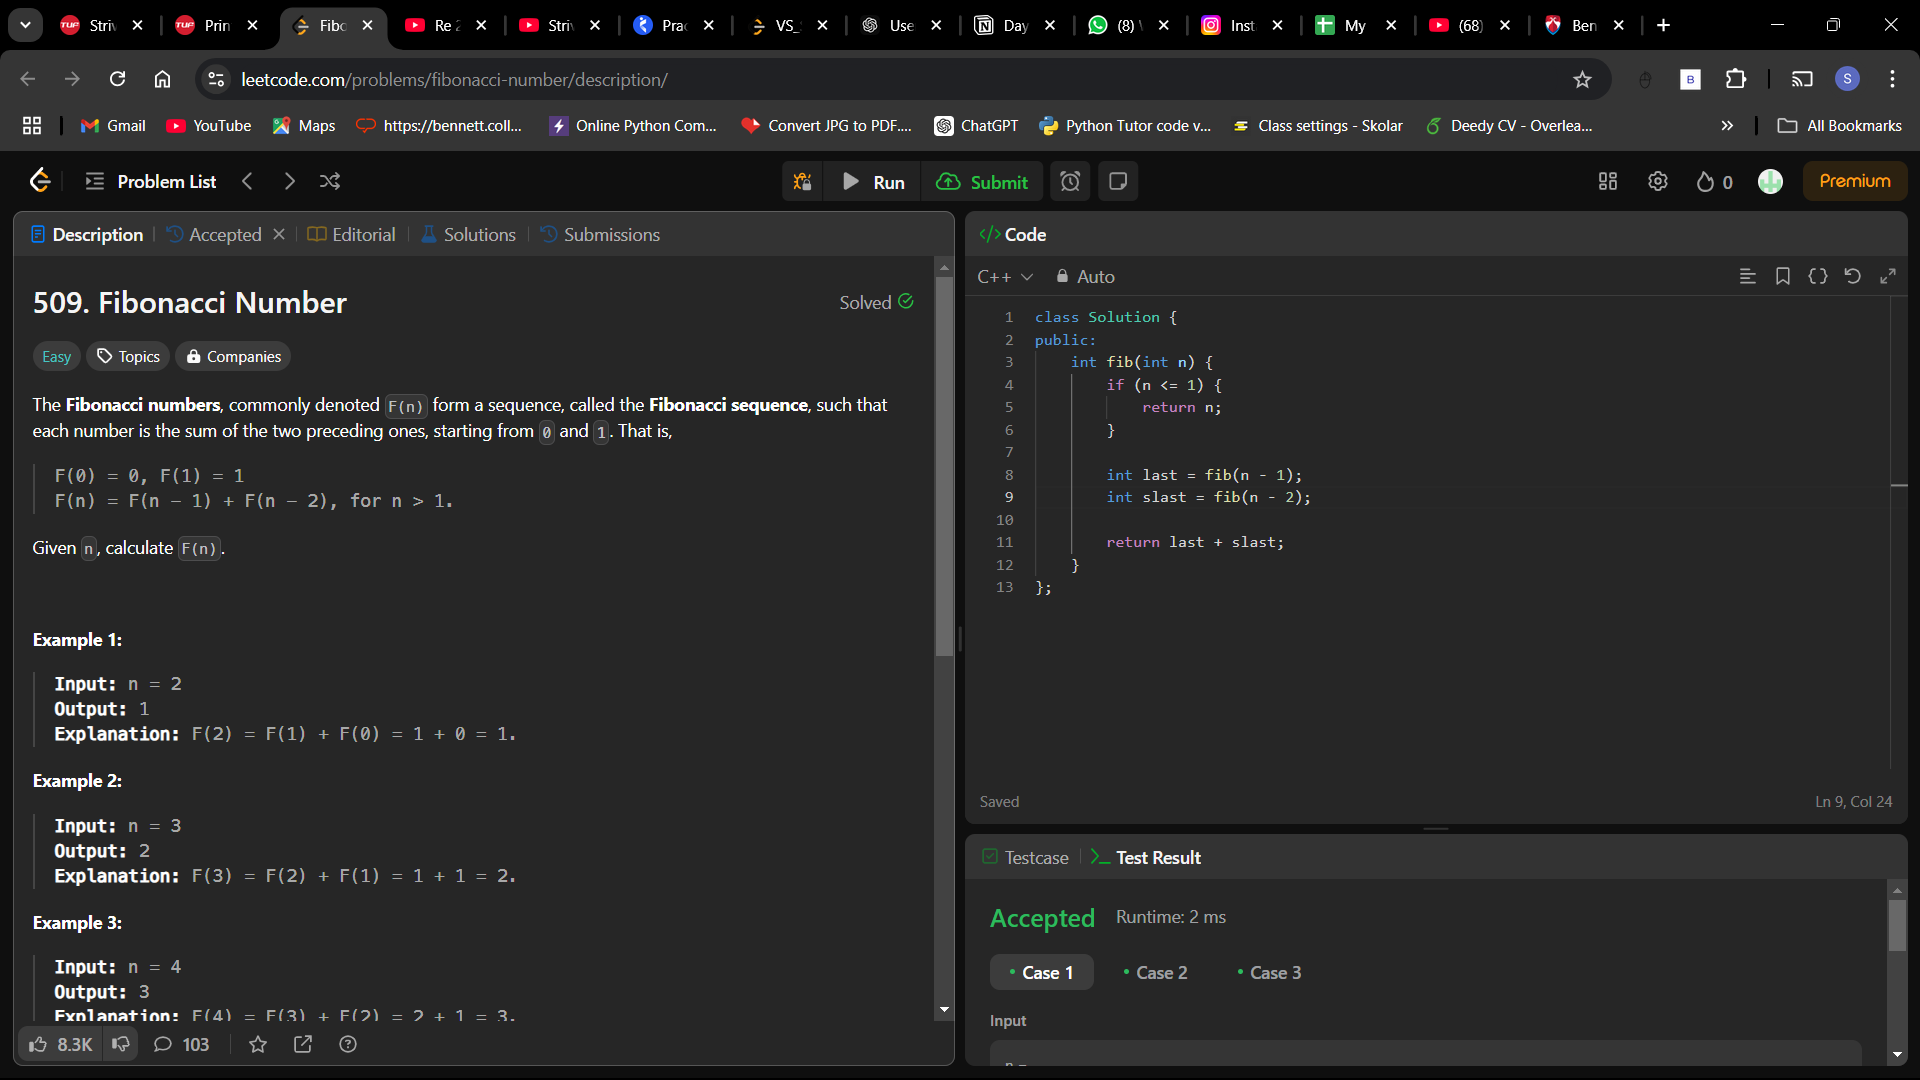 Striv
Prin
Fibo
Re 2
Striv
Prac
VS_
Use
Day
(8) \
Inst
My
(68)
Ben
leetcode.com/problems/fibonacci-number/description/
B
S
Gmail
YouTube
Maps
https://bennett.coll...
Online Python Com...
Convert JPG to PDF....
ChatGPT
Python Tutor code v...
Class settings - Skolar
Deedy CV - Overlea...
All Bookmarks
Problem List
Run
Submit
0
Premium
Description
Accepted
Editorial
Solutions
Submissions
509. Fibonacci Number
Solved
Easy
Topics
Companies
The Fibonacci numbers, commonly denoted F(n) form a sequence, called the Fibonacci sequence, such that
each number is the sum of the two preceding ones, starting from 0 and 1. That is,
F(0) = 0, F(1) = 1
F(n) = F(n - 1) + F(n - 2), for n > 1.
Given n, calculate F(n).
Example 1:
Input: n = 2
Output: 1
Explanation: F(2) = F(1) + F(0) = 1 + 0 = 1.
Example 2:
Input: n = 3
Output: 2
Explanation: F(3) = F(2) + F(1) = 1 + 1 = 2.
Example 3:
Input: n = 4
Output: 3
Explanation: F(4) = F(3) + F(2) = 2 + 1 = 3.
8.3K
103
</> Code
C++
Auto
1 class Solution {
2 public:
3 int fib(int n) {
4 if (n <= 1) {
5 return n;
6 }
7
8 int last = fib(n - 1);
9 int slast = fib(n - 2);
10
11 return last + slast;
12 }
13 };
Saved
Ln 9, Col 24
Testcase
Test Result
Accepted
Runtime: 2 ms
Case 1
Case 2
Case 3
Input
n =